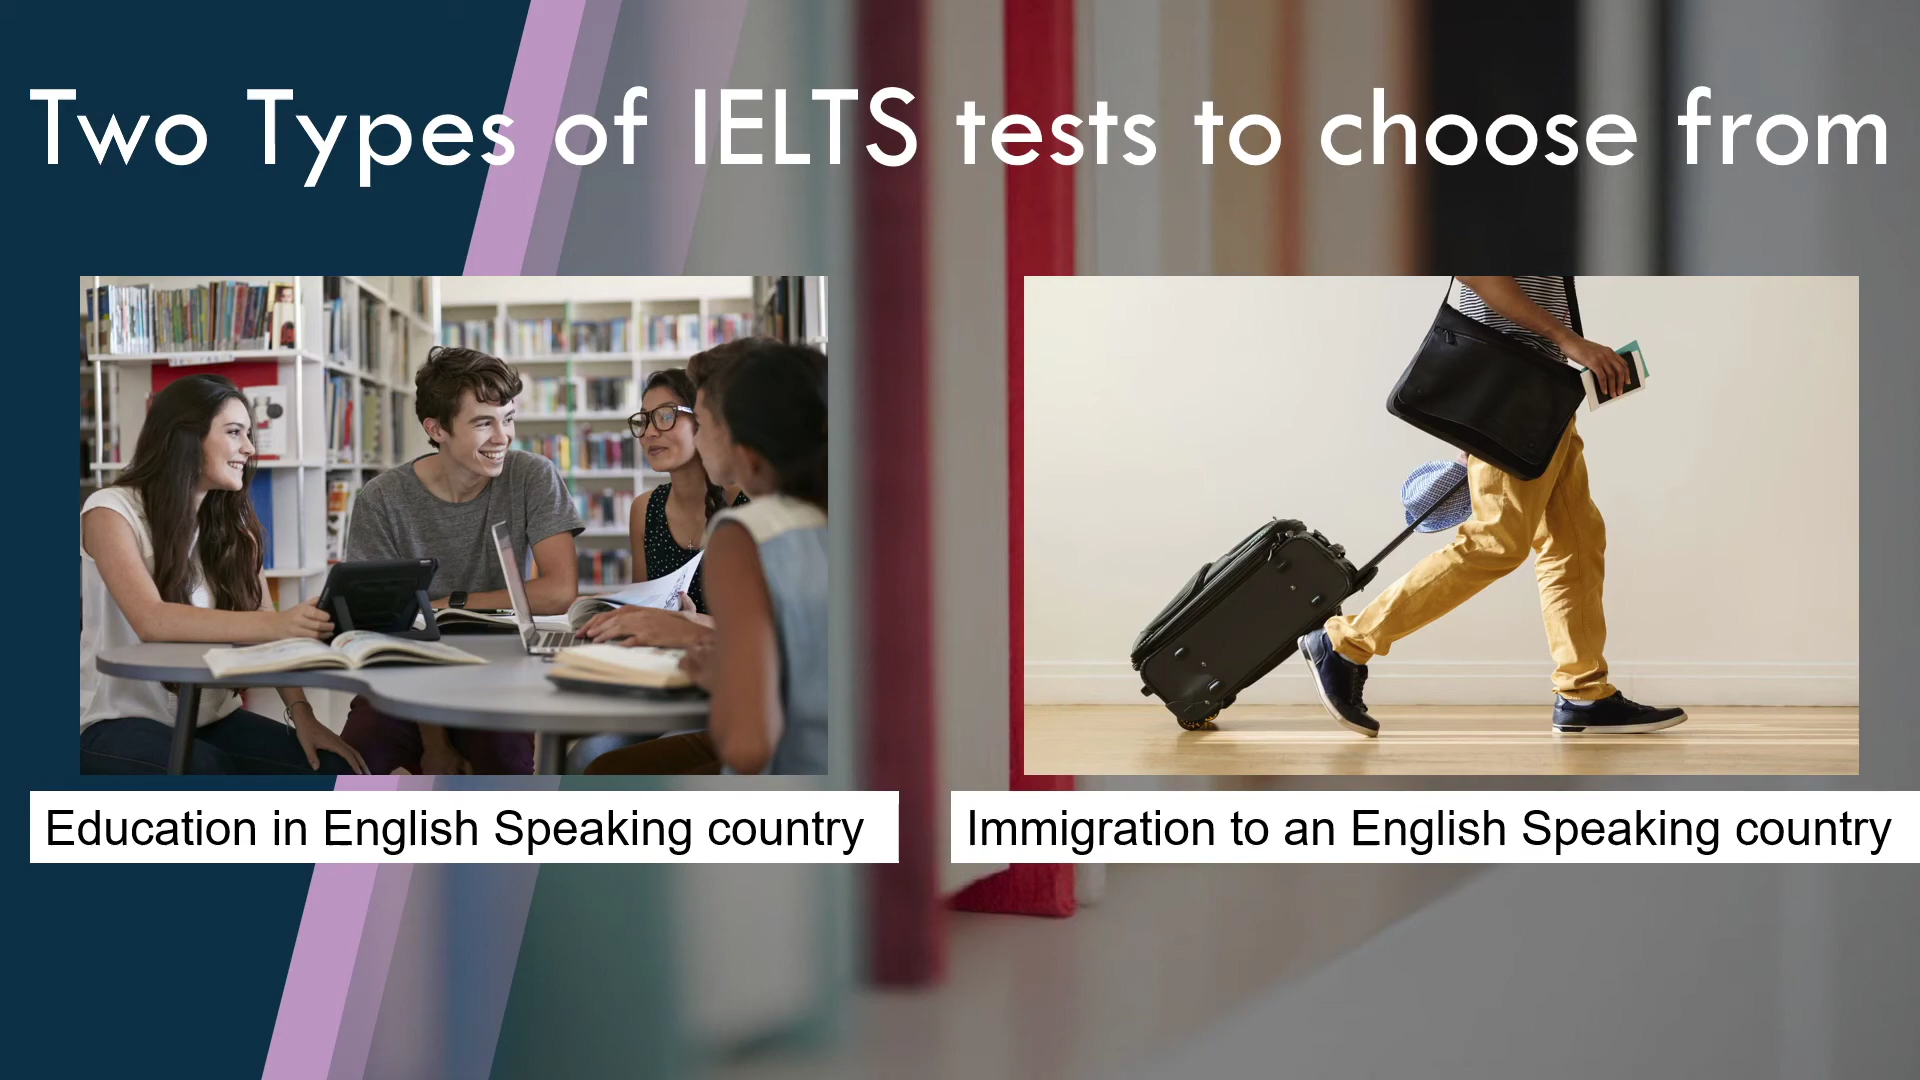 Two Types of IELTS tests to choose from
Education in English Speaking country
Immigration to an English Speaking country